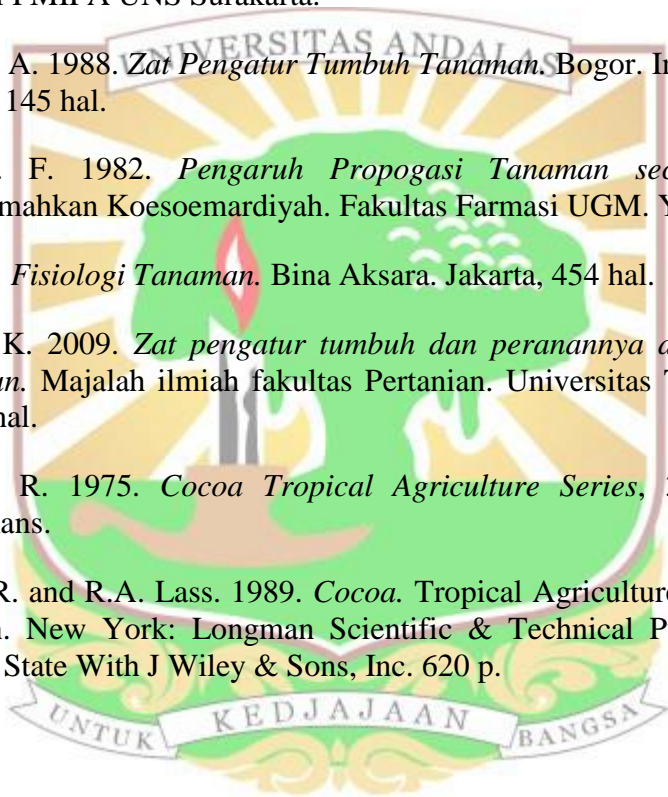 UNS Surakarta.
UNIVERSITAS ANDALAS
A. 1988. Zat Pengatur Tumbuh Tanaman. Bogor. In
145 hal.
F. 1982. Pengaruh Propogasi Tanaman sec
mahkan Koesoemardiyah. Fakultas Farmasi UGM. Y
Fisiologi Tanaman. Bina Aksara. Jakarta, 454 hal.
K. 2009. Zat pengatur tumbuh dan peranannya
an. Majalah ilmiah fakultas Pertanian. Universitas T
hal.
R. 1975. Cocoa Tropical Agriculture Series,
ans.
R. and R.A. Lass. 1989. Cocoa. Tropical Agriculture
New York: Longman Scientific & Technical P
State With J Wiley & Sons, Inc. 620 p.
UNTUK KEDJAJAAN BANGSA